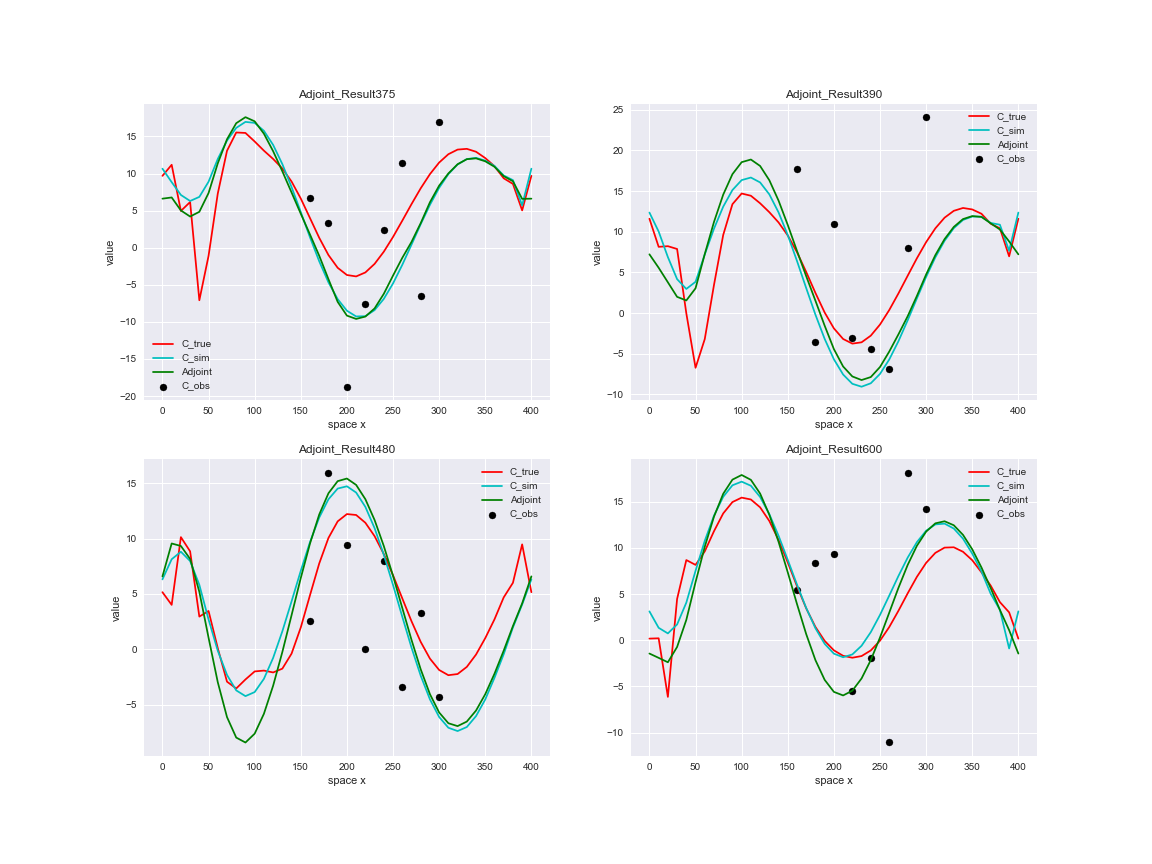 Adjoint_Result375
value
15
10
5
0
−5
−10
−15
−20
C_true
C_sim
Adjoint
C_obs
0 50 100 150 200 250 300 350 400
space x
Adjoint_Result390
value
25
20
15
10
5
0
−5
−10
C_true
C_sim
Adjoint
C_obs
0 50 100 150 200 250 300 350 400
space x
Adjoint_Result480
value
15
10
5
0
−5
C_true
C_sim
Adjoint
C_obs
0 50 100 150 200 250 300 350 400
space x
Adjoint_Result600
value
15
10
5
0
−5
−10
C_true
C_sim
Adjoint
C_obs
0 50 100 150 200 250 300 350 400
space x